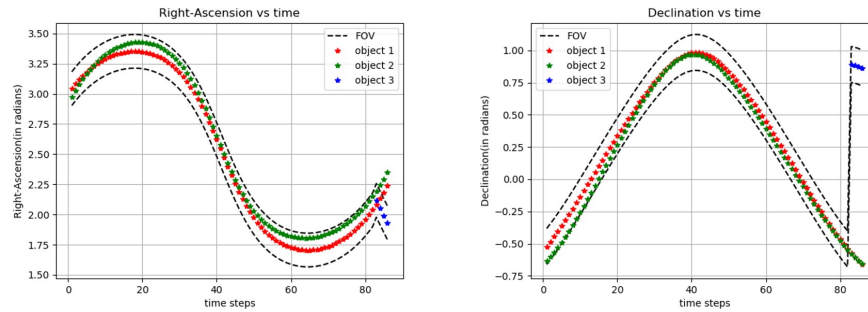 Right-Ascension vs time
Right-Ascension(in radians)
3.50
3.25
3.00
2.75
2.50
2.25
2.00
1.75
1.50
FOV
object 1
object 2
object 3
0
20
40
60
80
time steps
Declination vs time
Declination(in radians)
1.00
0.75
0.50
0.25
0.00
−0.25
−0.50
−0.75
FOV
object 1
object 2
object 3
0
20
40
60
80
time steps